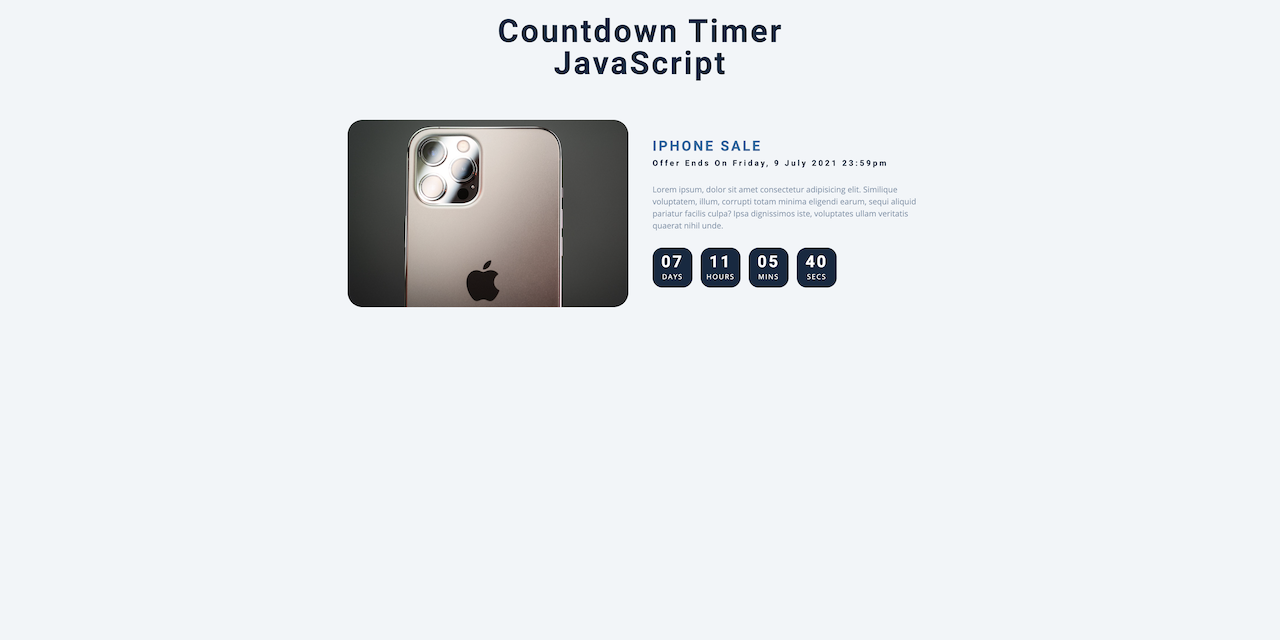 Countdown Timer
JavaScript
IPHONE SALE
Offer Ends On Friday, 9 July 2021 23:59pm
Lorem ipsum, dolor sit amet consectetur adipisicing elit. Similique
voluptatem, illum, corrupti totam minima eligendi earum, sequi aliquid
pariatur facilis culpa? Ipsa dignissimos iste, voluptates ullam veritatis
quaerat nihil unde.
07 11 05 40
DAYS HOURS MINS SECS